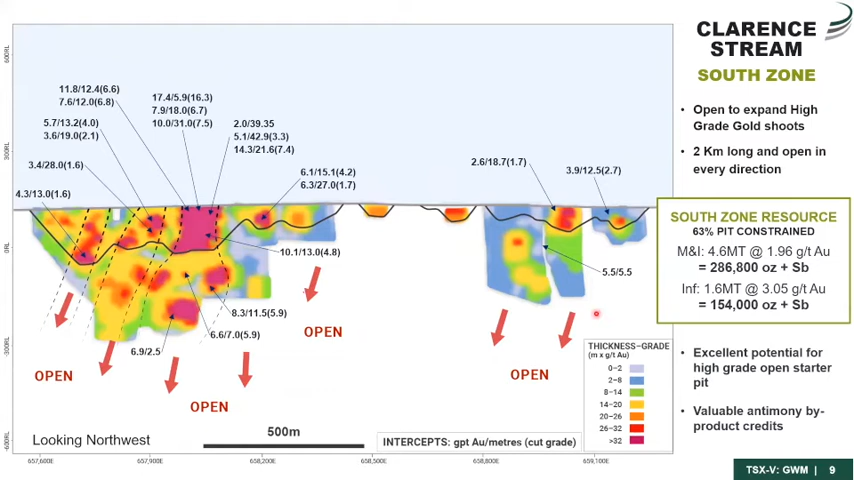 CLARENCE
STREAM
SOUTH ZONE
600RL
300RL
0RL
-300RL
-600RL
11.8/12.4(6.6)
7.6/12.0(6.8)
17.4/5.9(16.3)
7.9/18.0(6.7)
10.0/31.0(7.5)
5.7/13.2(4.0)
3.6/19.0(2.1)
2.0/39.35
5.1/42.9(3.3)
14.3/21.6(7.4)
3.4/28.0(1.6)
4.3/13.0(1.6)
6.1/15.1(4.2)
6.3/27.0(1.7)
2.6/18.7(1.7)
3.9/12.5(2.7)
10.1/13.0(4.8)
5.5/5.5
8.3/11.5(5.9)
6.6/7.0(5.9)
6.9/2.5
OPEN
OPEN
OPEN
OPEN
THICKNESS–GRADE
(m x g/t Au)
0–2
2–8
8–14
14–20
20–26
26–32
>32
Looking Northwest
500m
INTERCEPTS: gpt Au/metres (cut grade)
657,600E
657,900E
658,200E
658,500E
658,800E
659,100E
• Open to expand High
Grade Gold shoots
• 2 Km long and open in
every direction
SOUTH ZONE RESOURCE
63% PIT CONSTRAINED
M&I: 4.6MT @ 1.96 g/t Au
= 286,800 oz + Sb
Inf: 1.6MT @ 3.05 g/t Au
= 154,000 oz + Sb
• Excellent potential for
high grade open starter
pit
• Valuable antimony by-
product credits
TSX-V: GWM | 9